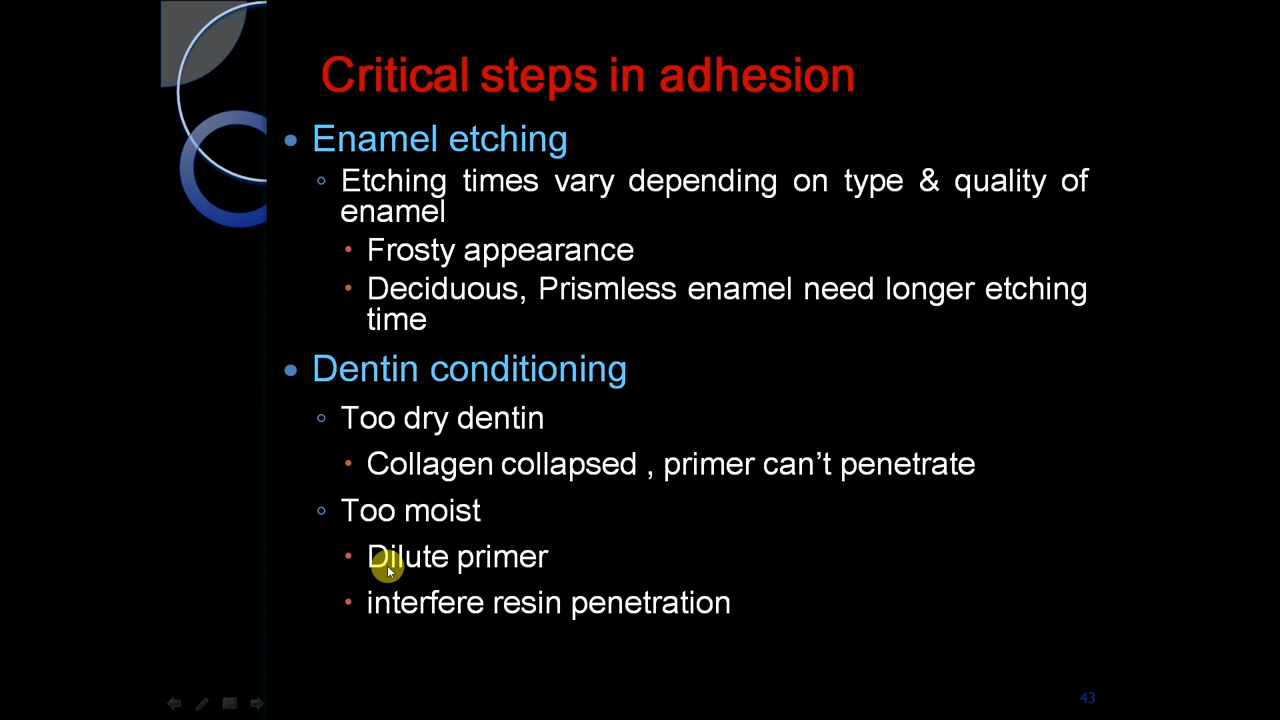 Critical steps in adhesion
• Enamel etching
◦ Etching times vary depending on type & quality of
enamel
• Frosty appearance
• Deciduous, Prismless enamel need longer etching
time
• Dentin conditioning
◦ Too dry dentin
• Collagen collapsed , primer can’t penetrate
◦ Too moist
• Dilute primer
• interfere resin penetration
43